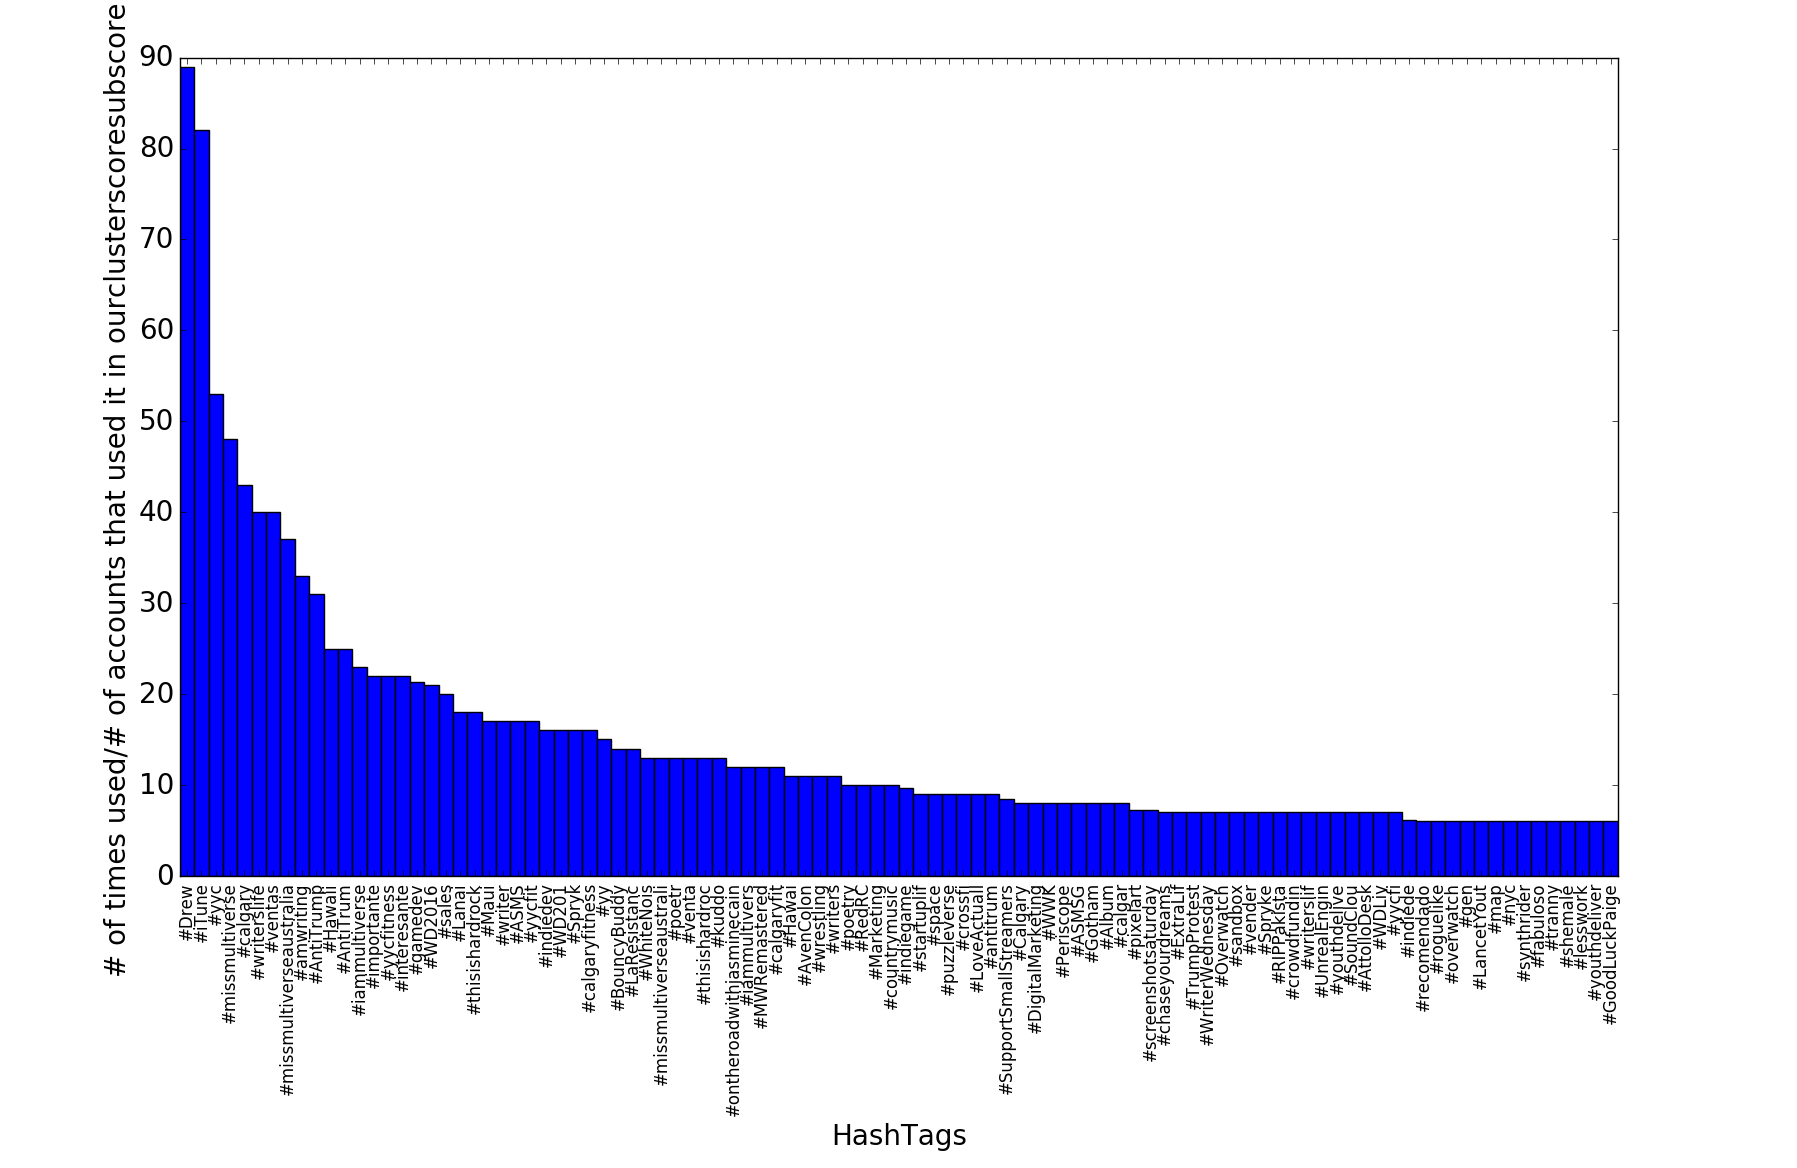 # of times used/# of accounts that used it in ourclusterscoresubscore
90
80
70
60
50
40
30
20
10
0
#Drew
#iTune
#yyc
#missmultiverse
#calgary
#writerslife
#ventas
#missmultiverseaustralia
#amwriting
#AntiTrump
#Hawaii
#AntiTrum
#iammultiverse
#importante
#yycfitness
#interesante
#gamedev
#WD2016
#sales
#Lanai
#thisishardrock
#Maui
#writer
#ASMS
#yycfit
#indiedev
#WD201
#Spryk
#calgaryfitness
#yy
#BouncyBuddy
#LaResistanc
#WhiteNois
#missmultiverseaustrali
#poetr
#venta
#thisishardroc
#kuddo
#ontheroadwithjasminecain
#iammultivers
#MWRemastered
#calgaryfit
#Hawai
#AvenColon
#wrestling
#writers
#poetry
#RedRC
#Marketing
#countrymusic
#indiegame
#startuplif
#space
#puzzleverse
#crossfi
#LoveActuall
#antitrum
#SupportSmallStreamers
#Calgary
#DigitalMarketing
#WWK
#Periscope
#ASMSG
#Gotham
#Album
#calgar
#pixelart
#screenshotsaturday
#chaseyourdreams
#ExtraLif
#TrumpProtest
#WriterWednesday
#Overwatch
#sandbox
#vender
#Spryke
#RIPPakista
#crowdfundin
#writerslif
#UnrealEngin
#youthdelive
#SoundClou
#AtolloDesk
#WDLiy
#yycfi
#indiede
#recomendado
#roguelike
#overwatch
#gen
#LancetYout
#map
#nyc
#synthrider
#fabuloso
#tranny
#shemale
#lesswork
#youthdeliver
#GoodLuckPaige
HashTags